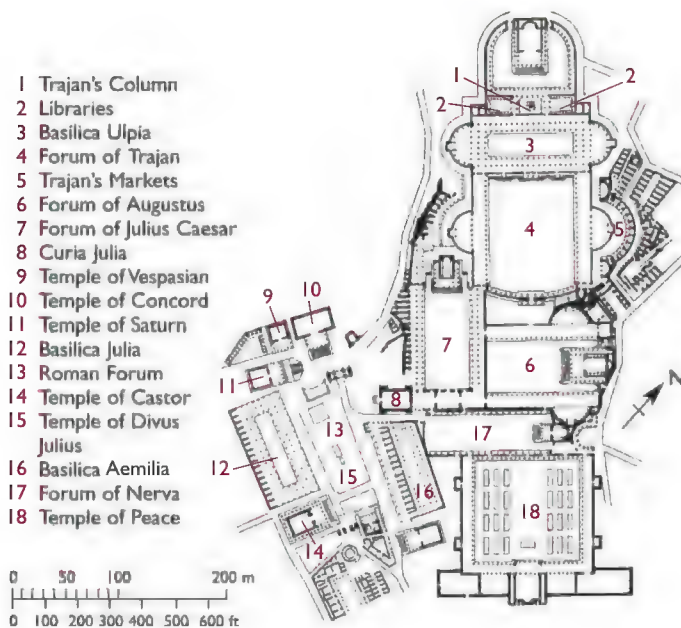 1 Trajan's Column
2 Libraries
3 Basilica Ulpia
4 Forum of Trajan
5 Trajan's Markets
6 Forum of Augustus
7 Forum of Julius Caesar
8 Curia Julia
9 Temple of Vespasian
10 Temple of Concord
11 Temple of Saturn
12 Basilica Julia
13 Roman Forum
14 Temple of Castor
15 Temple of Divus
Julius
16 Basilica Aemilia
17 Forum of Nerva
18 Temple of Peace
1
2
2
3
4
5
10
9
7
6
11
8
13
17
12
15
16
18
14
N
0 50 100 200 m
0 100 200 300 400 500 600 ft